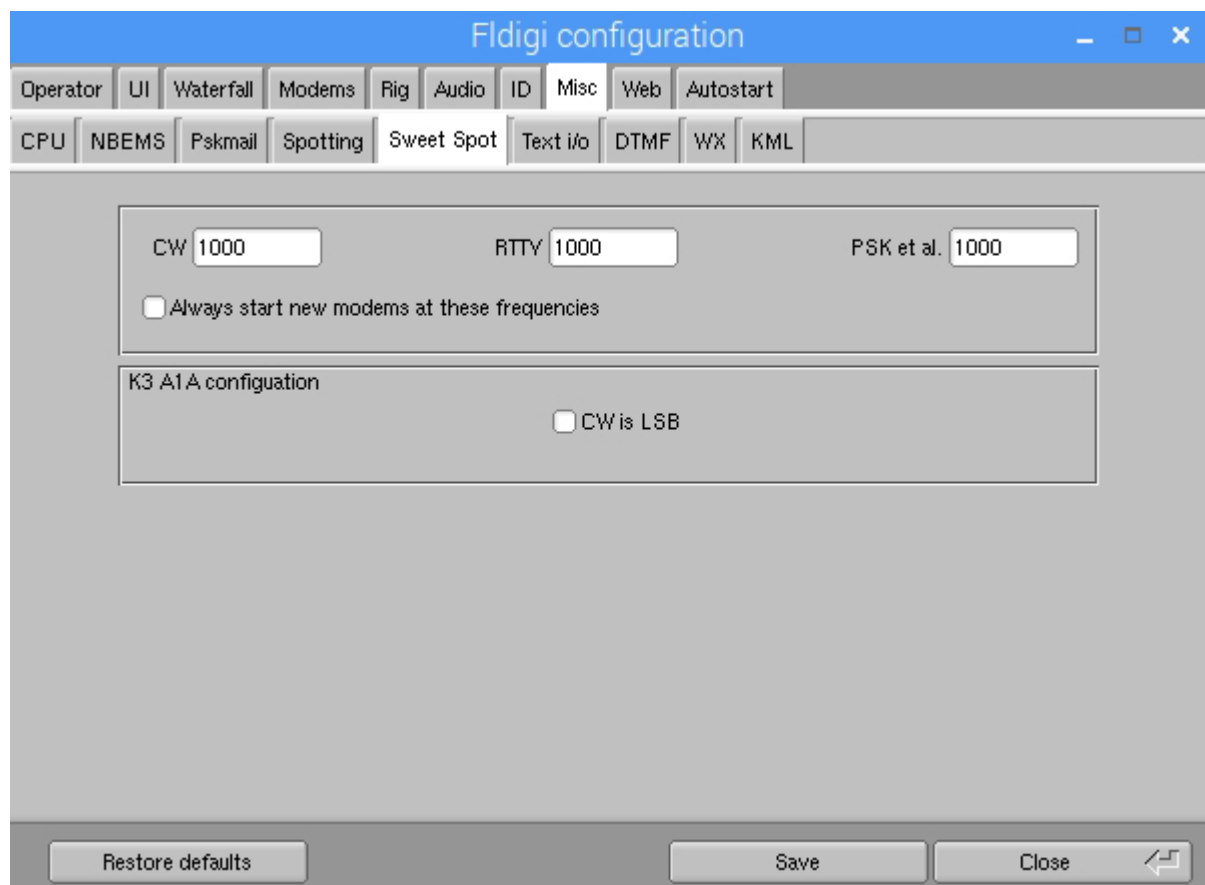 Fldigi configuration
Operator UI Waterfall Modems Rig Audio ID Misc Web Autostart
CPU NBEMS Pskmail Spotting Sweet Spot Text i/o DTMF WX KML
CW 1000 RTTY 1000 PSK et al. 1000
Always start new modems at these frequencies
K3 A1A configuation
CW is LSB
Restore defaults Save Close